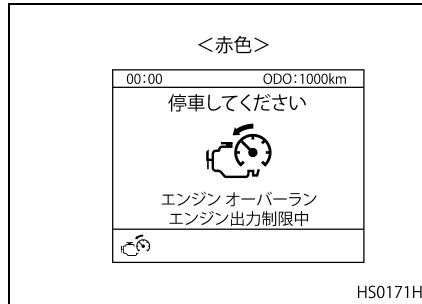 ＜赤色＞
00:00 ODO:1000km
停車してください
エンジン オーバーラン
エンジン出力制限中
HS0171H